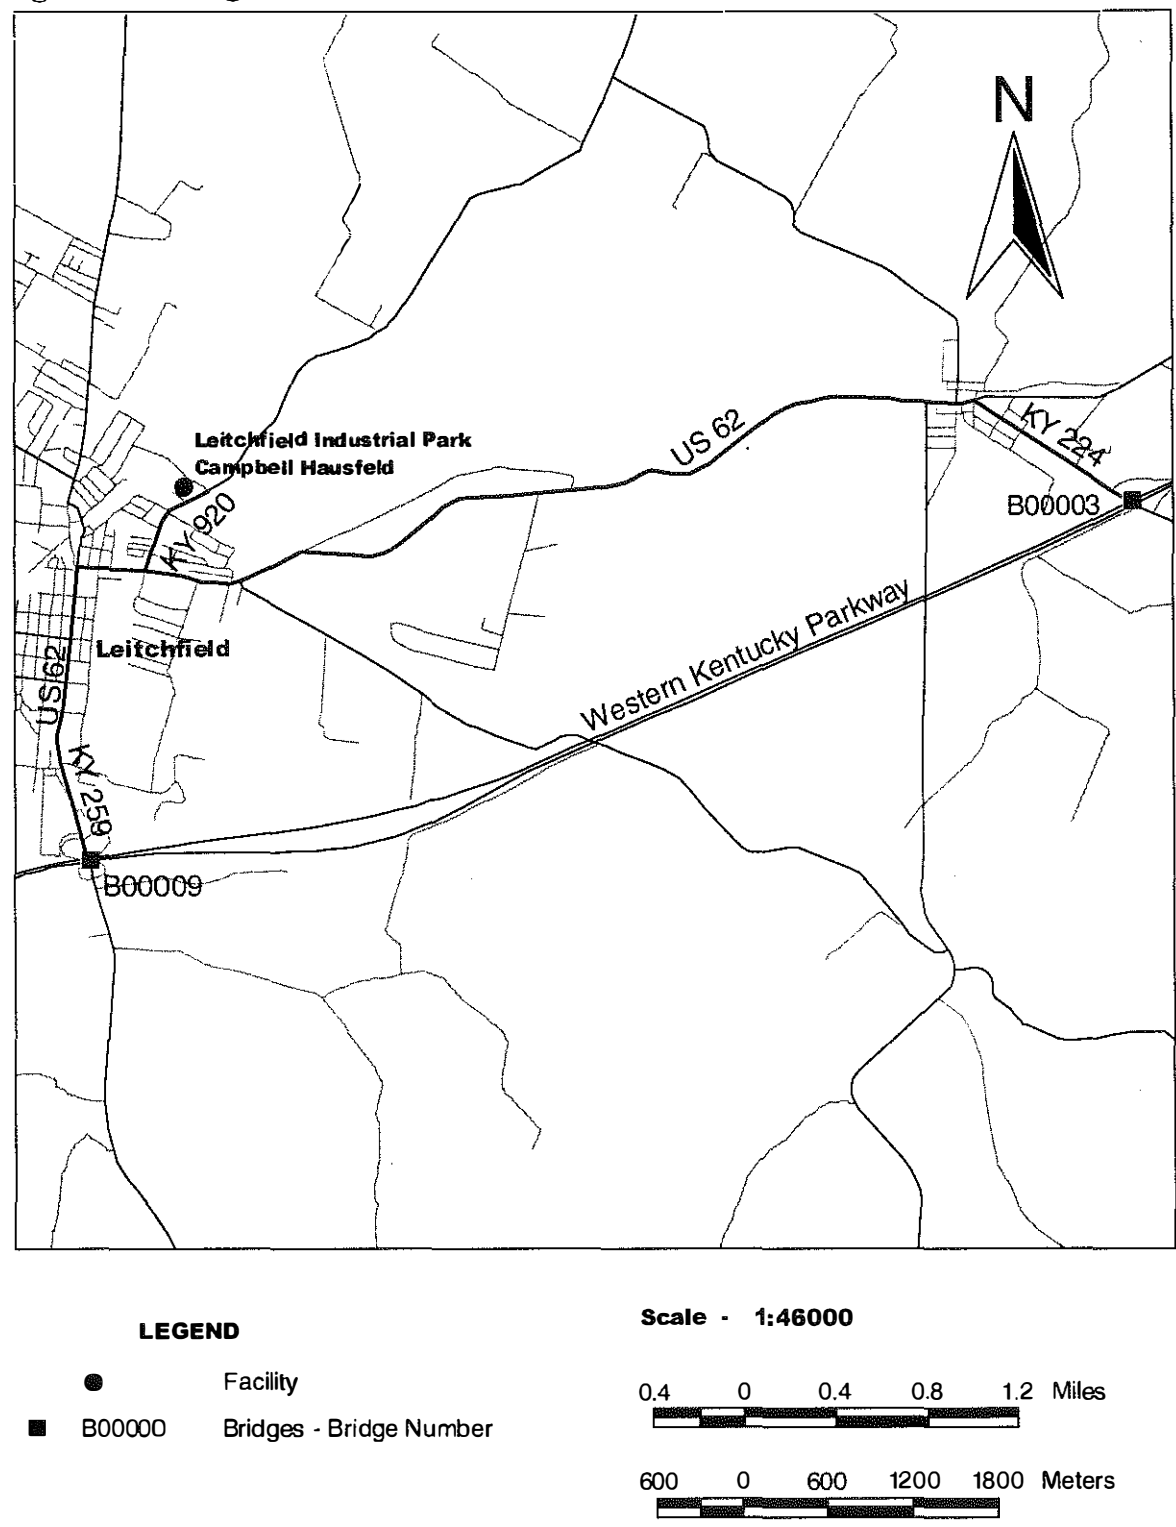 N
Leitchfield Industrial Park
Campbell Hausfeld
US 62
KY 224
KY 920
B00003
Western Kentucky Parkway
Leitchfield
US 62
KY 259
B00009
LEGEND
Facility
B00000 Bridges - Bridge Number
Scale - 1:46000
0.4 0 0.4 0.8 1.2 Miles
600 0 600 1200 1800 Meters